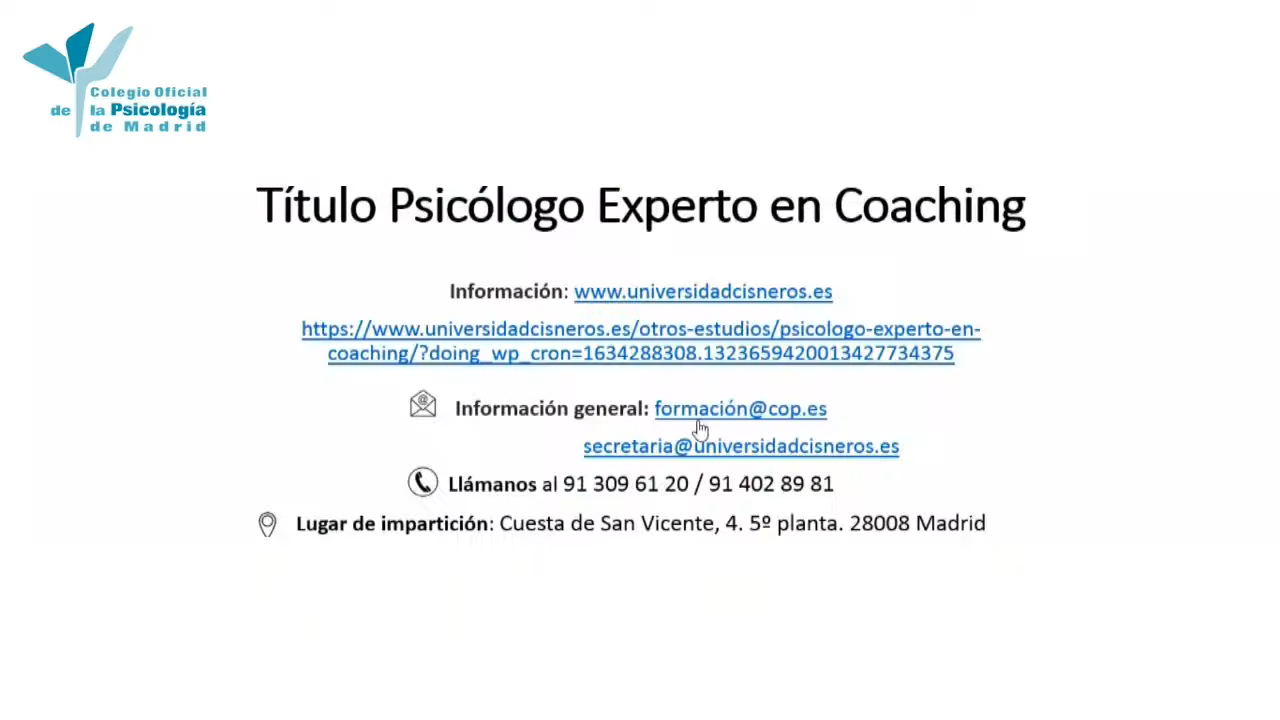 Colegio Oficial
de la Psicología
de Madrid
Título Psicólogo Experto en Coaching
Información: www.universidadcisneros.es
https://www.universidadcisneros.es/otros-estudios/psicologo-experto-en-
coaching/?doing_wp_cron=1634288308.1323659420013427734375
Información general: formación@cop.es
secretaria@universidadcisneros.es
Llámanos al 91 309 61 20 / 91 402 89 81
Lugar de impartición: Cuesta de San Vicente, 4. 5º planta. 28008 Madrid